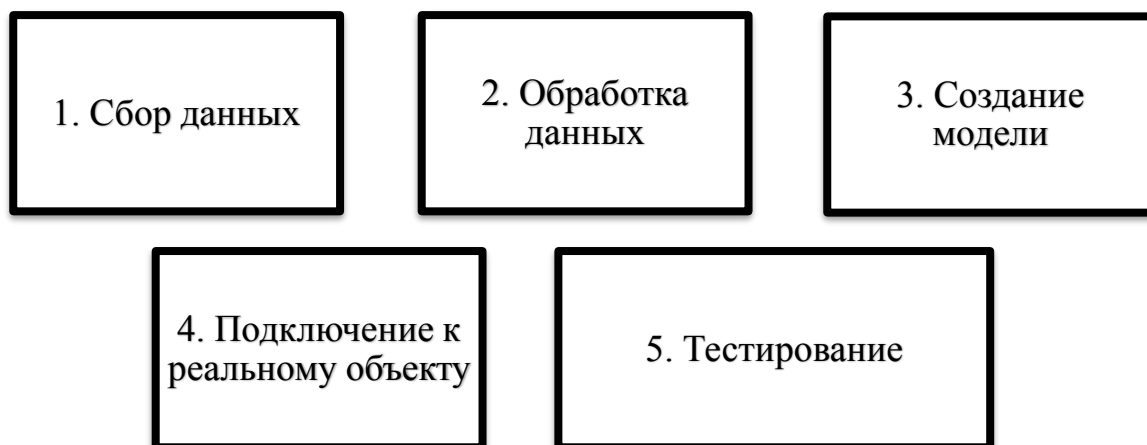 1. Сбор данных
2. Обработка
данных
3. Создание
модели
4. Подключение к
реальному объекту
5. Тестирование